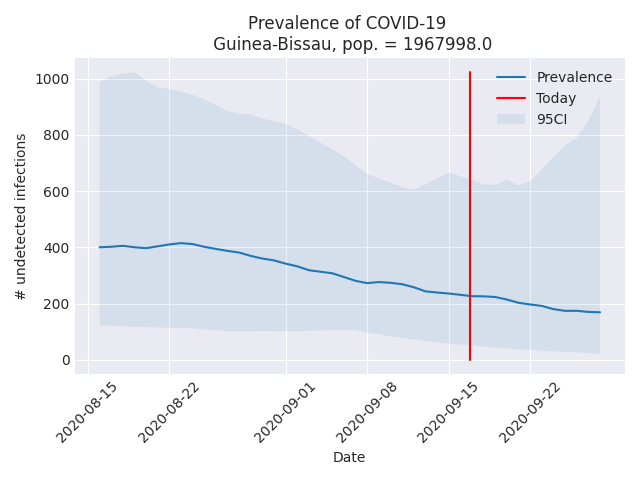 Prevalence of COVID-19
Guinea-Bissau, pop. = 1967998.0
Prevalence
Today
95CI
# undetected infections
1000
800
600
400
200
0
2020-08-15
2020-08-22
2020-09-01
2020-09-08
2020-09-15
2020-09-22
Date